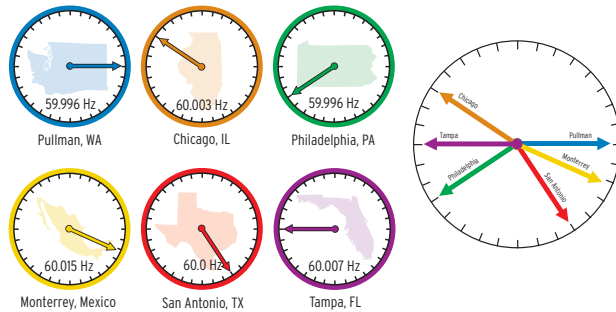 59.996 Hz
Pullman, WA
60.003 Hz
Chicago, IL
59.996 Hz
Philadelphia, PA
60.015 Hz
Monterrey, Mexico
60.0 Hz
San Antonio, TX
60.007 Hz
Tampa, FL
Chicago
Tampa
Pullman
Philadelphia
Monterrey
San Antonio